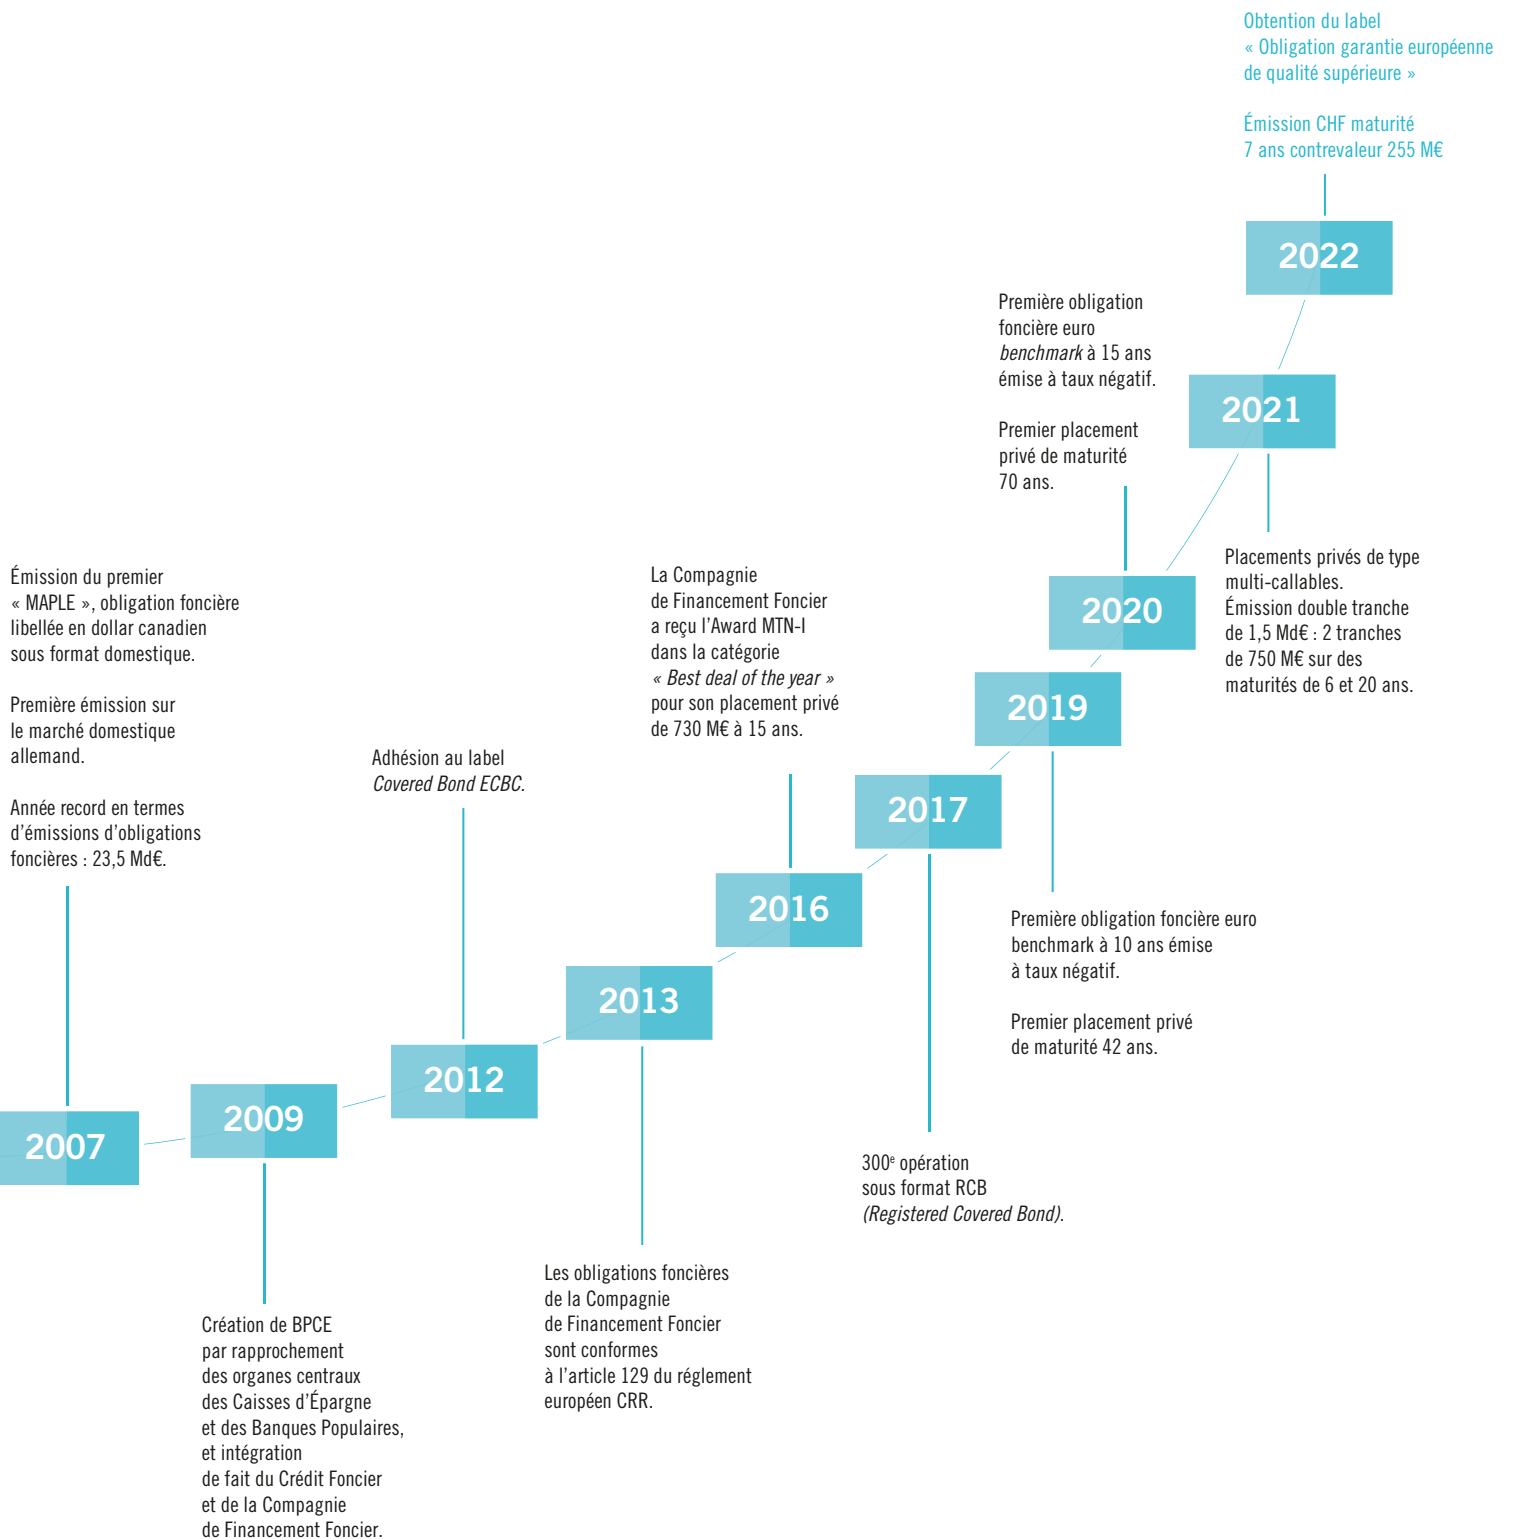 Émission du premier
« MAPLE », obligation foncière
libellée en dollar canadien
sous format domestique.
Première émission sur
le marché domestique
allemand.
Année record en termes
d’émissions d’obligations
foncières : 23,5 Md€.
2007
2009
Création de BPCE
par rapprochement
des organes centraux
des Caisses d’Épargne
et des Banques Populaires,
et intégration
de fait du Crédit Foncier
et de la Compagnie
de Financement Foncier.
Adhésion au label
Covered Bond ECBC.
2012
2013
Les obligations foncières
de la Compagnie
de Financement Foncier
sont conformes
à l’article 129 du réglement
européen CRR.
La Compagnie
de Financement Foncier
a reçu l’Award MTN-I
dans la catégorie
« Best deal of the year »
pour son placement privé
de 730 M€ à 15 ans.
2016
2017
300e opération
sous format RCB
(Registered Covered Bond).
2019
Première obligation foncière euro
benchmark à 10 ans émise
à taux négatif.
Premier placement privé
de maturité 42 ans.
Première obligation
foncière euro
benchmark à 15 ans
émise à taux négatif.
Premier placement
privé de maturité
70 ans.
2020
2021
Placements privés de type
multi-callables.
Émission double tranche
de 1,5 Md€ : 2 tranches
de 750 M€ sur des
maturités de 6 et 20 ans.
Obtention du label
« Obligation garantie européenne
de qualité supérieure »
Émission CHF maturité
7 ans contrevaleur 255 M€
2022